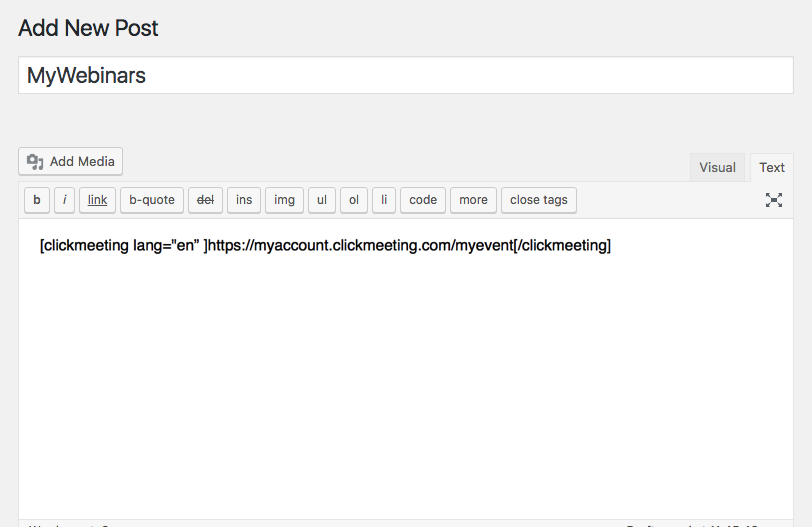 Add New Post
MyWebinars
Add Media
Visual Text
b i link b-quote del ins img ul ol li code more close tags
[clickmeeting lang="en” ]https://myaccount.clickmeeting.com/myevent[/clickmeeting]